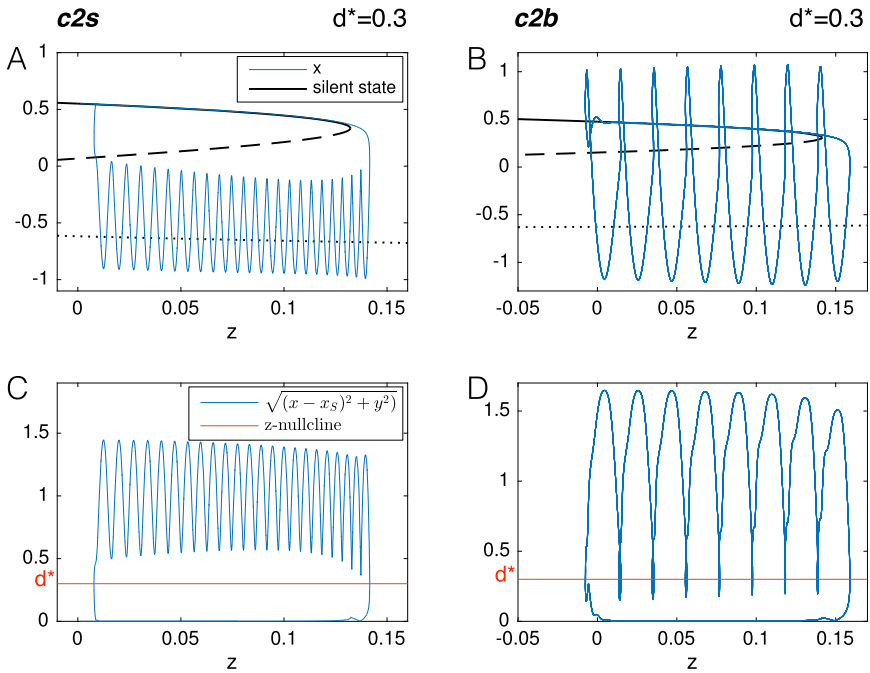 c2s d*=0.3
c2b d*=0.3
A
1
0.5
0
-0.5
-1
x
silent state
0 0.05 0.1 0.15
z
B
1
0.5
0
-0.5
-1
-0.05 0 0.05 0.1 0.15
z
C
1.5
1
0.5
d*
0
√(x − x_S)² + y²)
z-nullcline
0 0.05 0.1 0.15
z
D
1.5
1
0.5
d*
0
-0.05 0 0.05 0.1 0.15
z